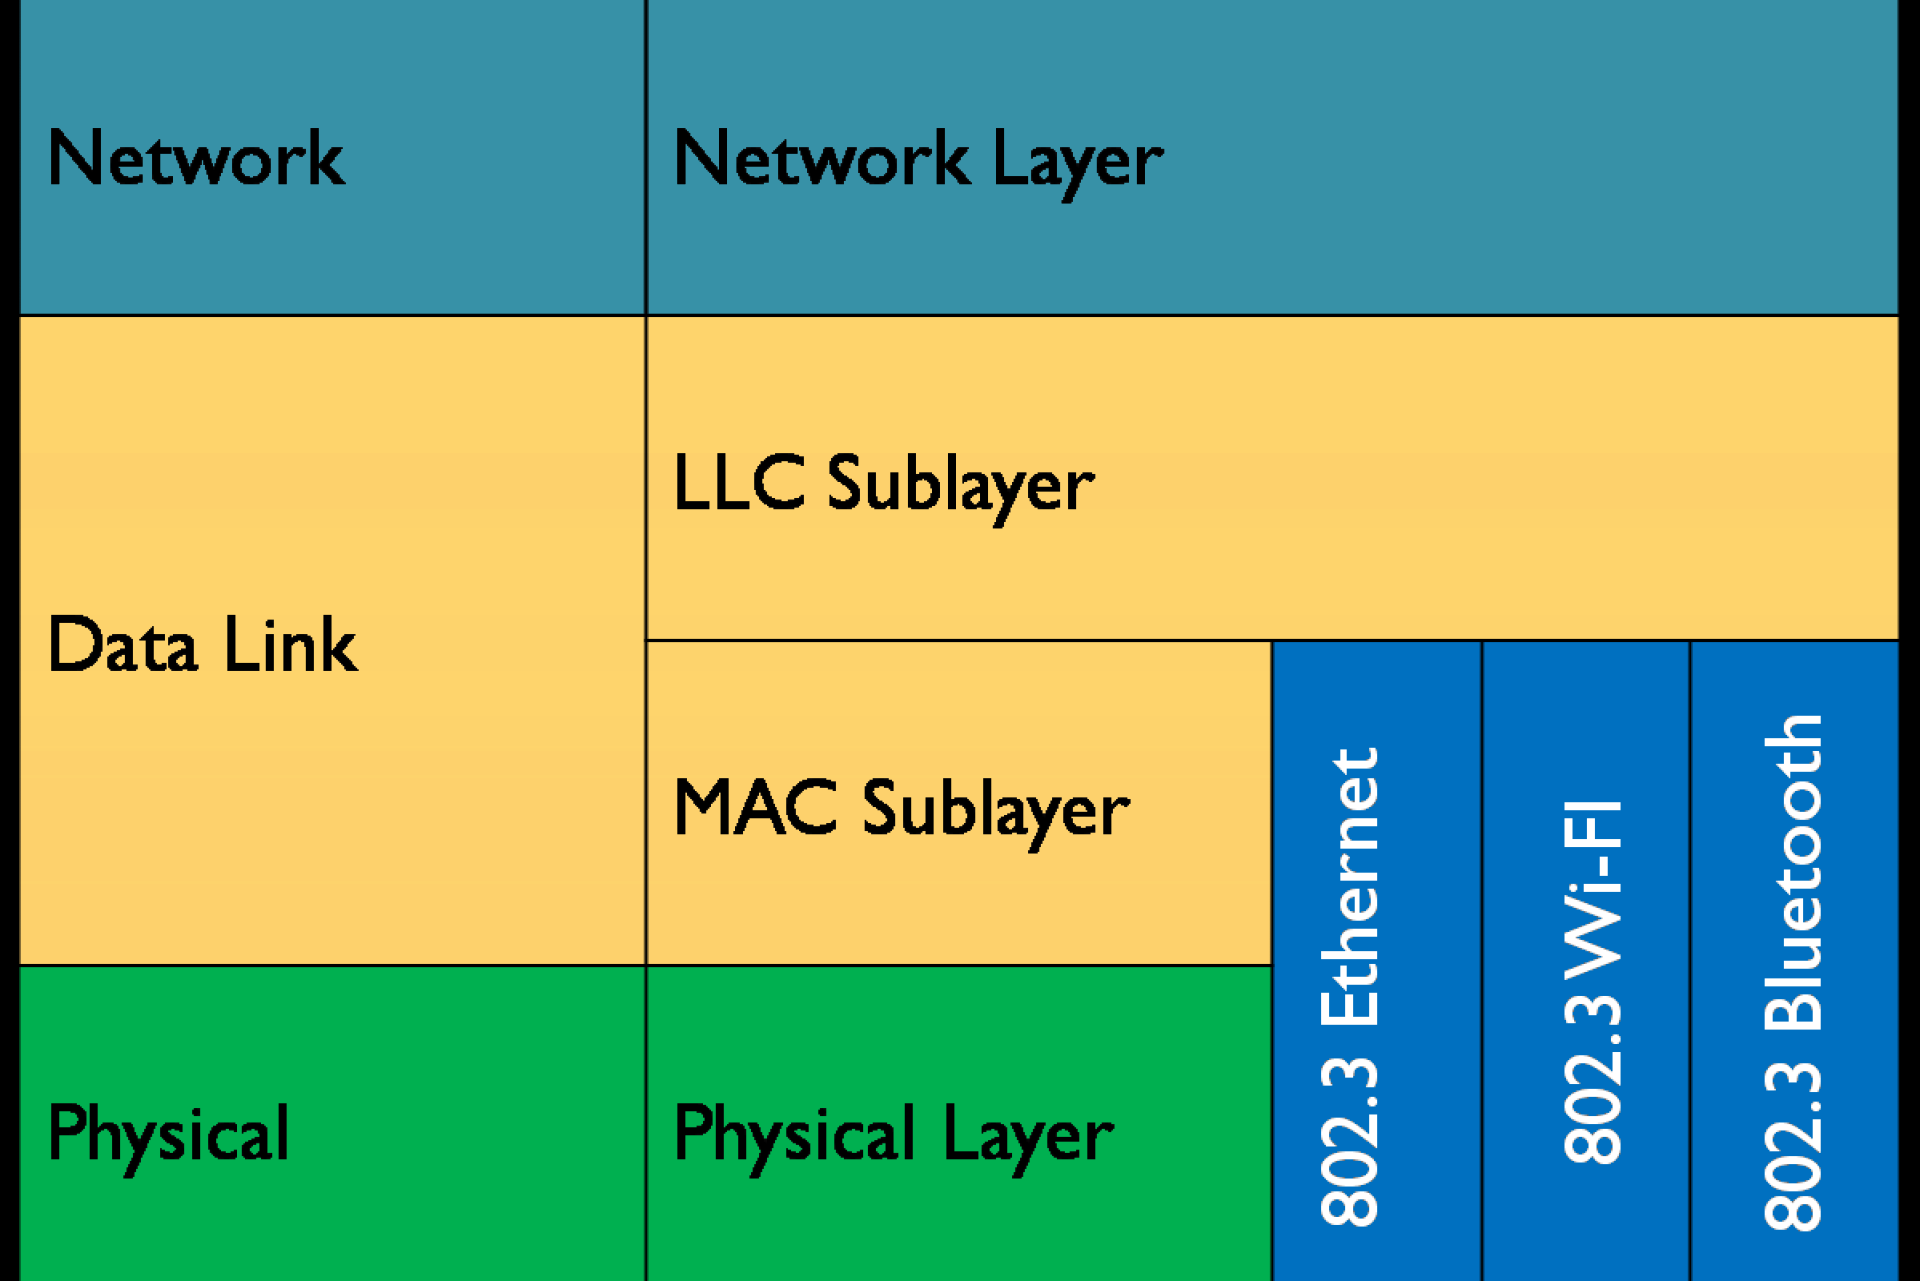 Network
Network Layer
Data Link
LLC Sublayer
MAC Sublayer
802.3 Ethernet
802.3 Wi-FI
802.3 Bluetooth
Physical
Physical Layer